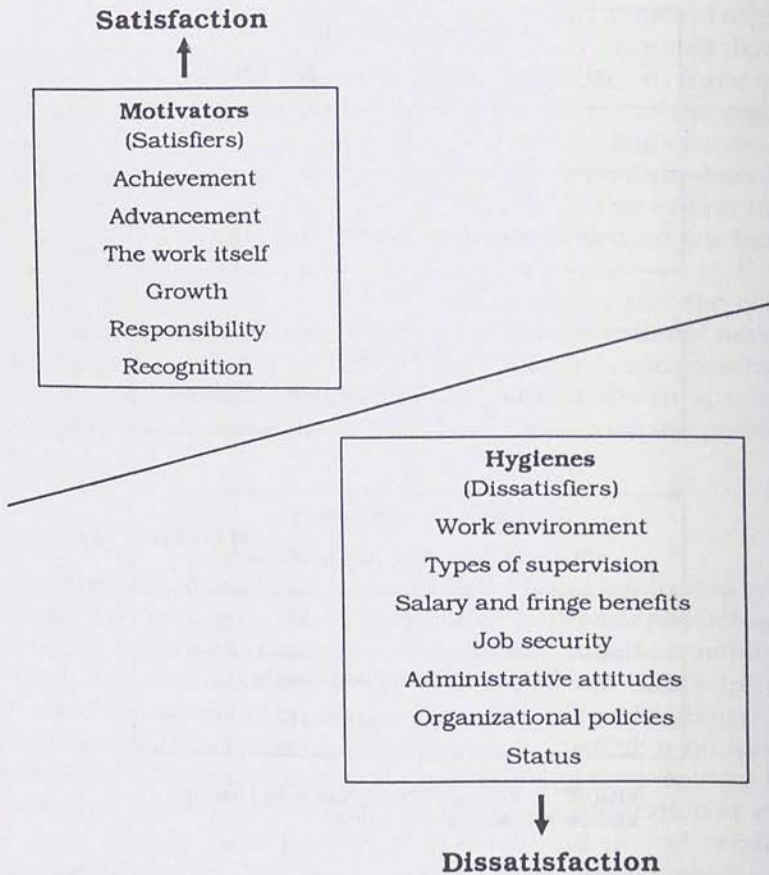 Satisfaction
Motivators
(Satisfiers)
Achievement
Advancement
The work itself
Growth
Responsibility
Recognition
Hygienes
(Dissatisfiers)
Work environment
Types of supervision
Salary and fringe benefits
Job security
Administrative attitudes
Organizational policies
Status
Dissatisfaction